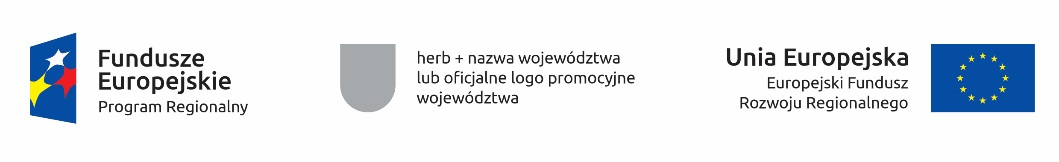 Fundusze
Europejskie
Program Regionalny
herb + nazwa województwa
lub oficjalne logo promocyjne
województwa
Unia Europejska
Europejski Fundusz
Rozwoju Regionalnego